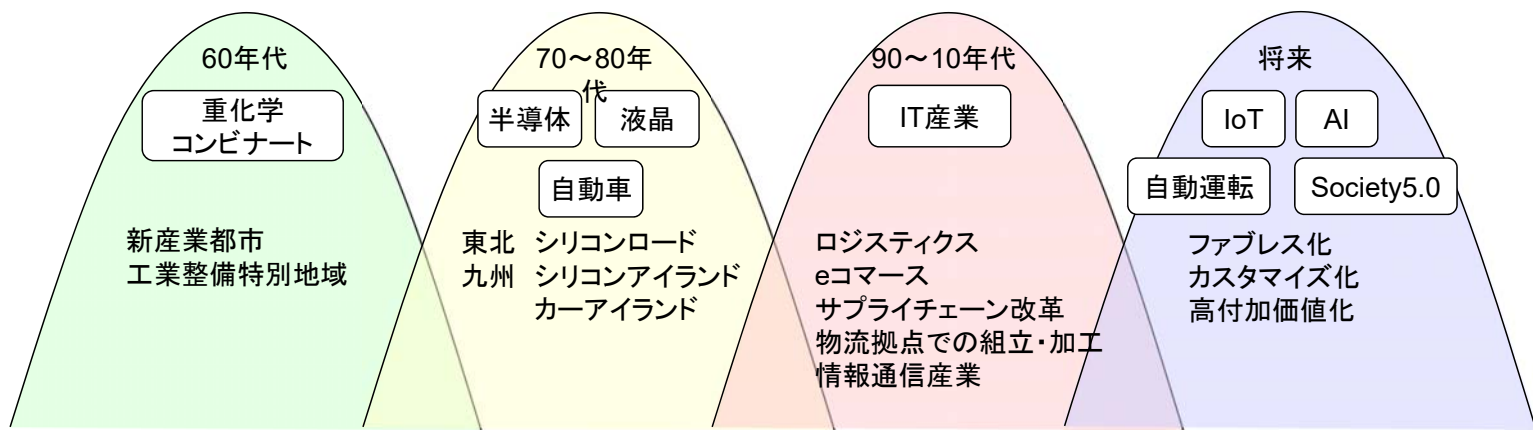 60年代
重化学
コンビナート
新産業都市
工業整備特別地域
70～80年
代
半導体
液晶
自動車
東北 シリコンロード
九州 シリコンアイランド
カーアイランド
90～10年代
IT産業
ロジスティクス
eコマース
サプライチェーン改革
物流拠点での組立・加工
情報通信産業
将来
IoT
AI
自動運転
Society5.0
ファブレス化
カスタマイズ化
高付加価値化